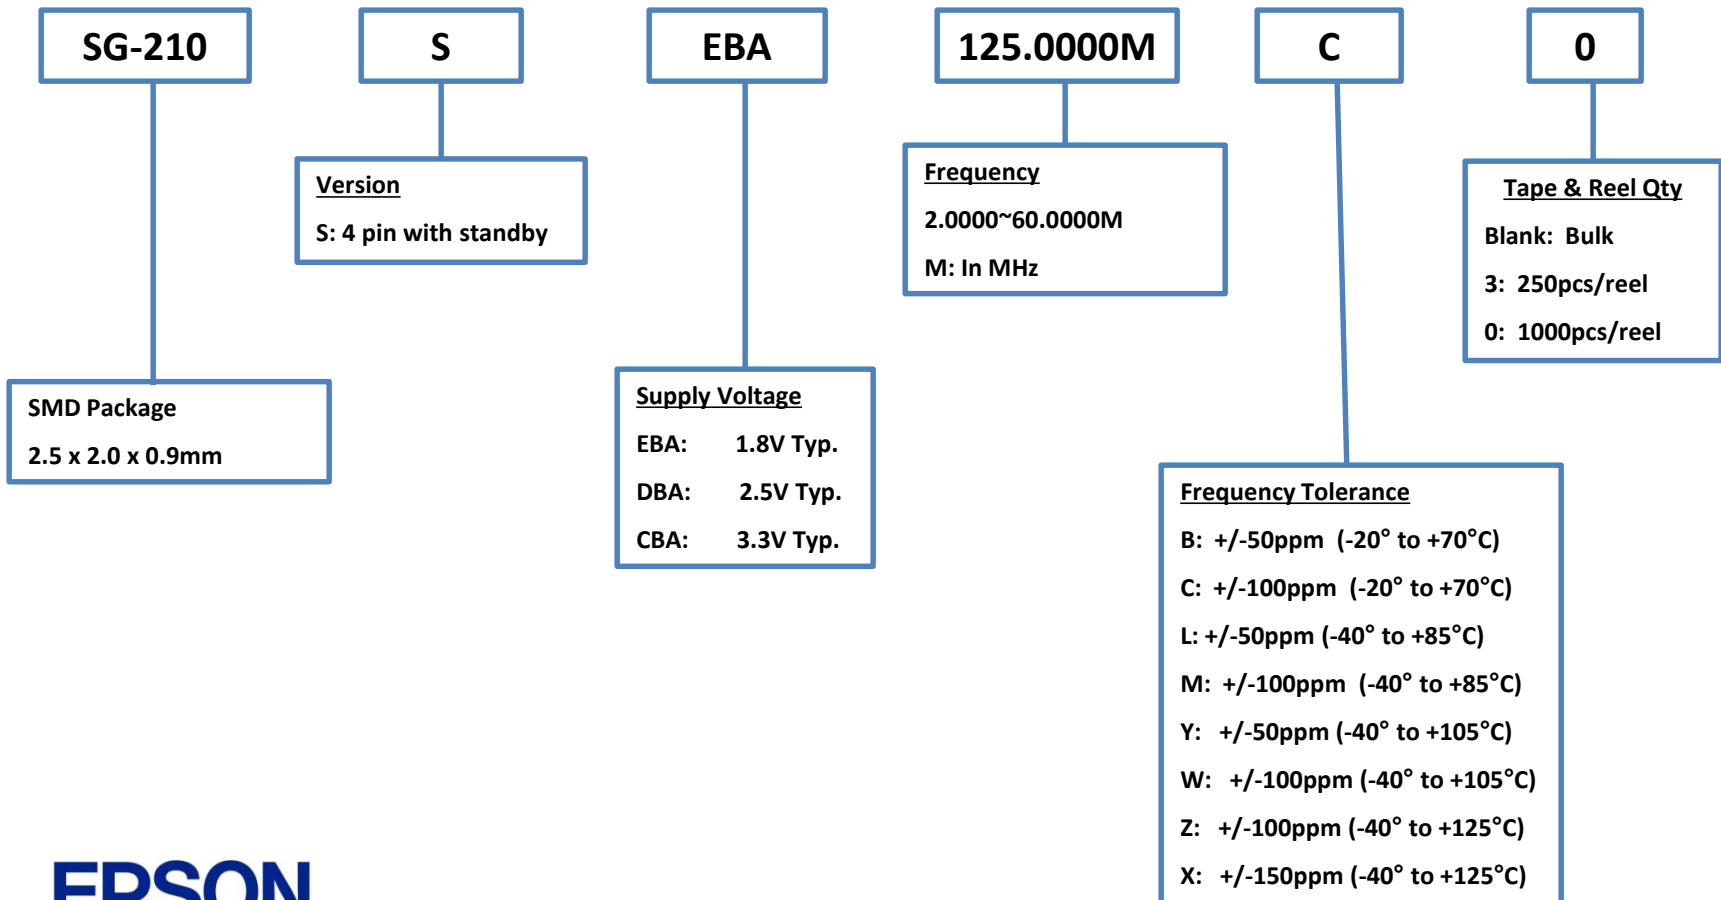 SG-210
S
EBA
125.0000M
C
0
Version
S: 4 pin with standby
Frequency
2.0000~60.0000M
M: In MHz
Tape & Reel Qty
Blank: Bulk
3: 250pcs/reel
0: 1000pcs/reel
SMD Package
2.5 x 2.0 x 0.9mm
Supply Voltage
EBA: 1.8V Typ.
DBA: 2.5V Typ.
CBA: 3.3V Typ.
Frequency Tolerance
B: +/-50ppm (-20° to +70°C)
C: +/-100ppm (-20° to +70°C)
L: +/-50ppm (-40° to +85°C)
M: +/-100ppm (-40° to +85°C)
Y: +/-50ppm (-40° to +105°C)
W: +/-100ppm (-40° to +105°C)
Z: +/-100ppm (-40° to +125°C)
X: +/-150ppm (-40° to +125°C)
EPSON